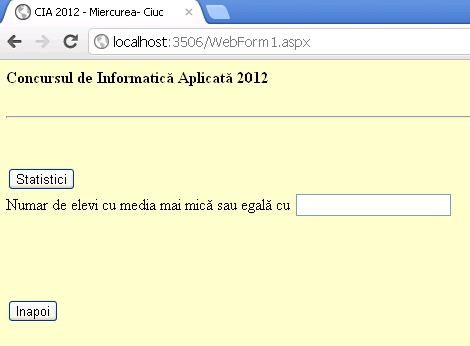 CIA 2012 - Miercurea- Ciuc
localhost:3506/WebForm1.aspx
Concursul de Informatică Aplicată 2012
Statistici
Numar de elevi cu media mai mică sau egală cu
Inapoi